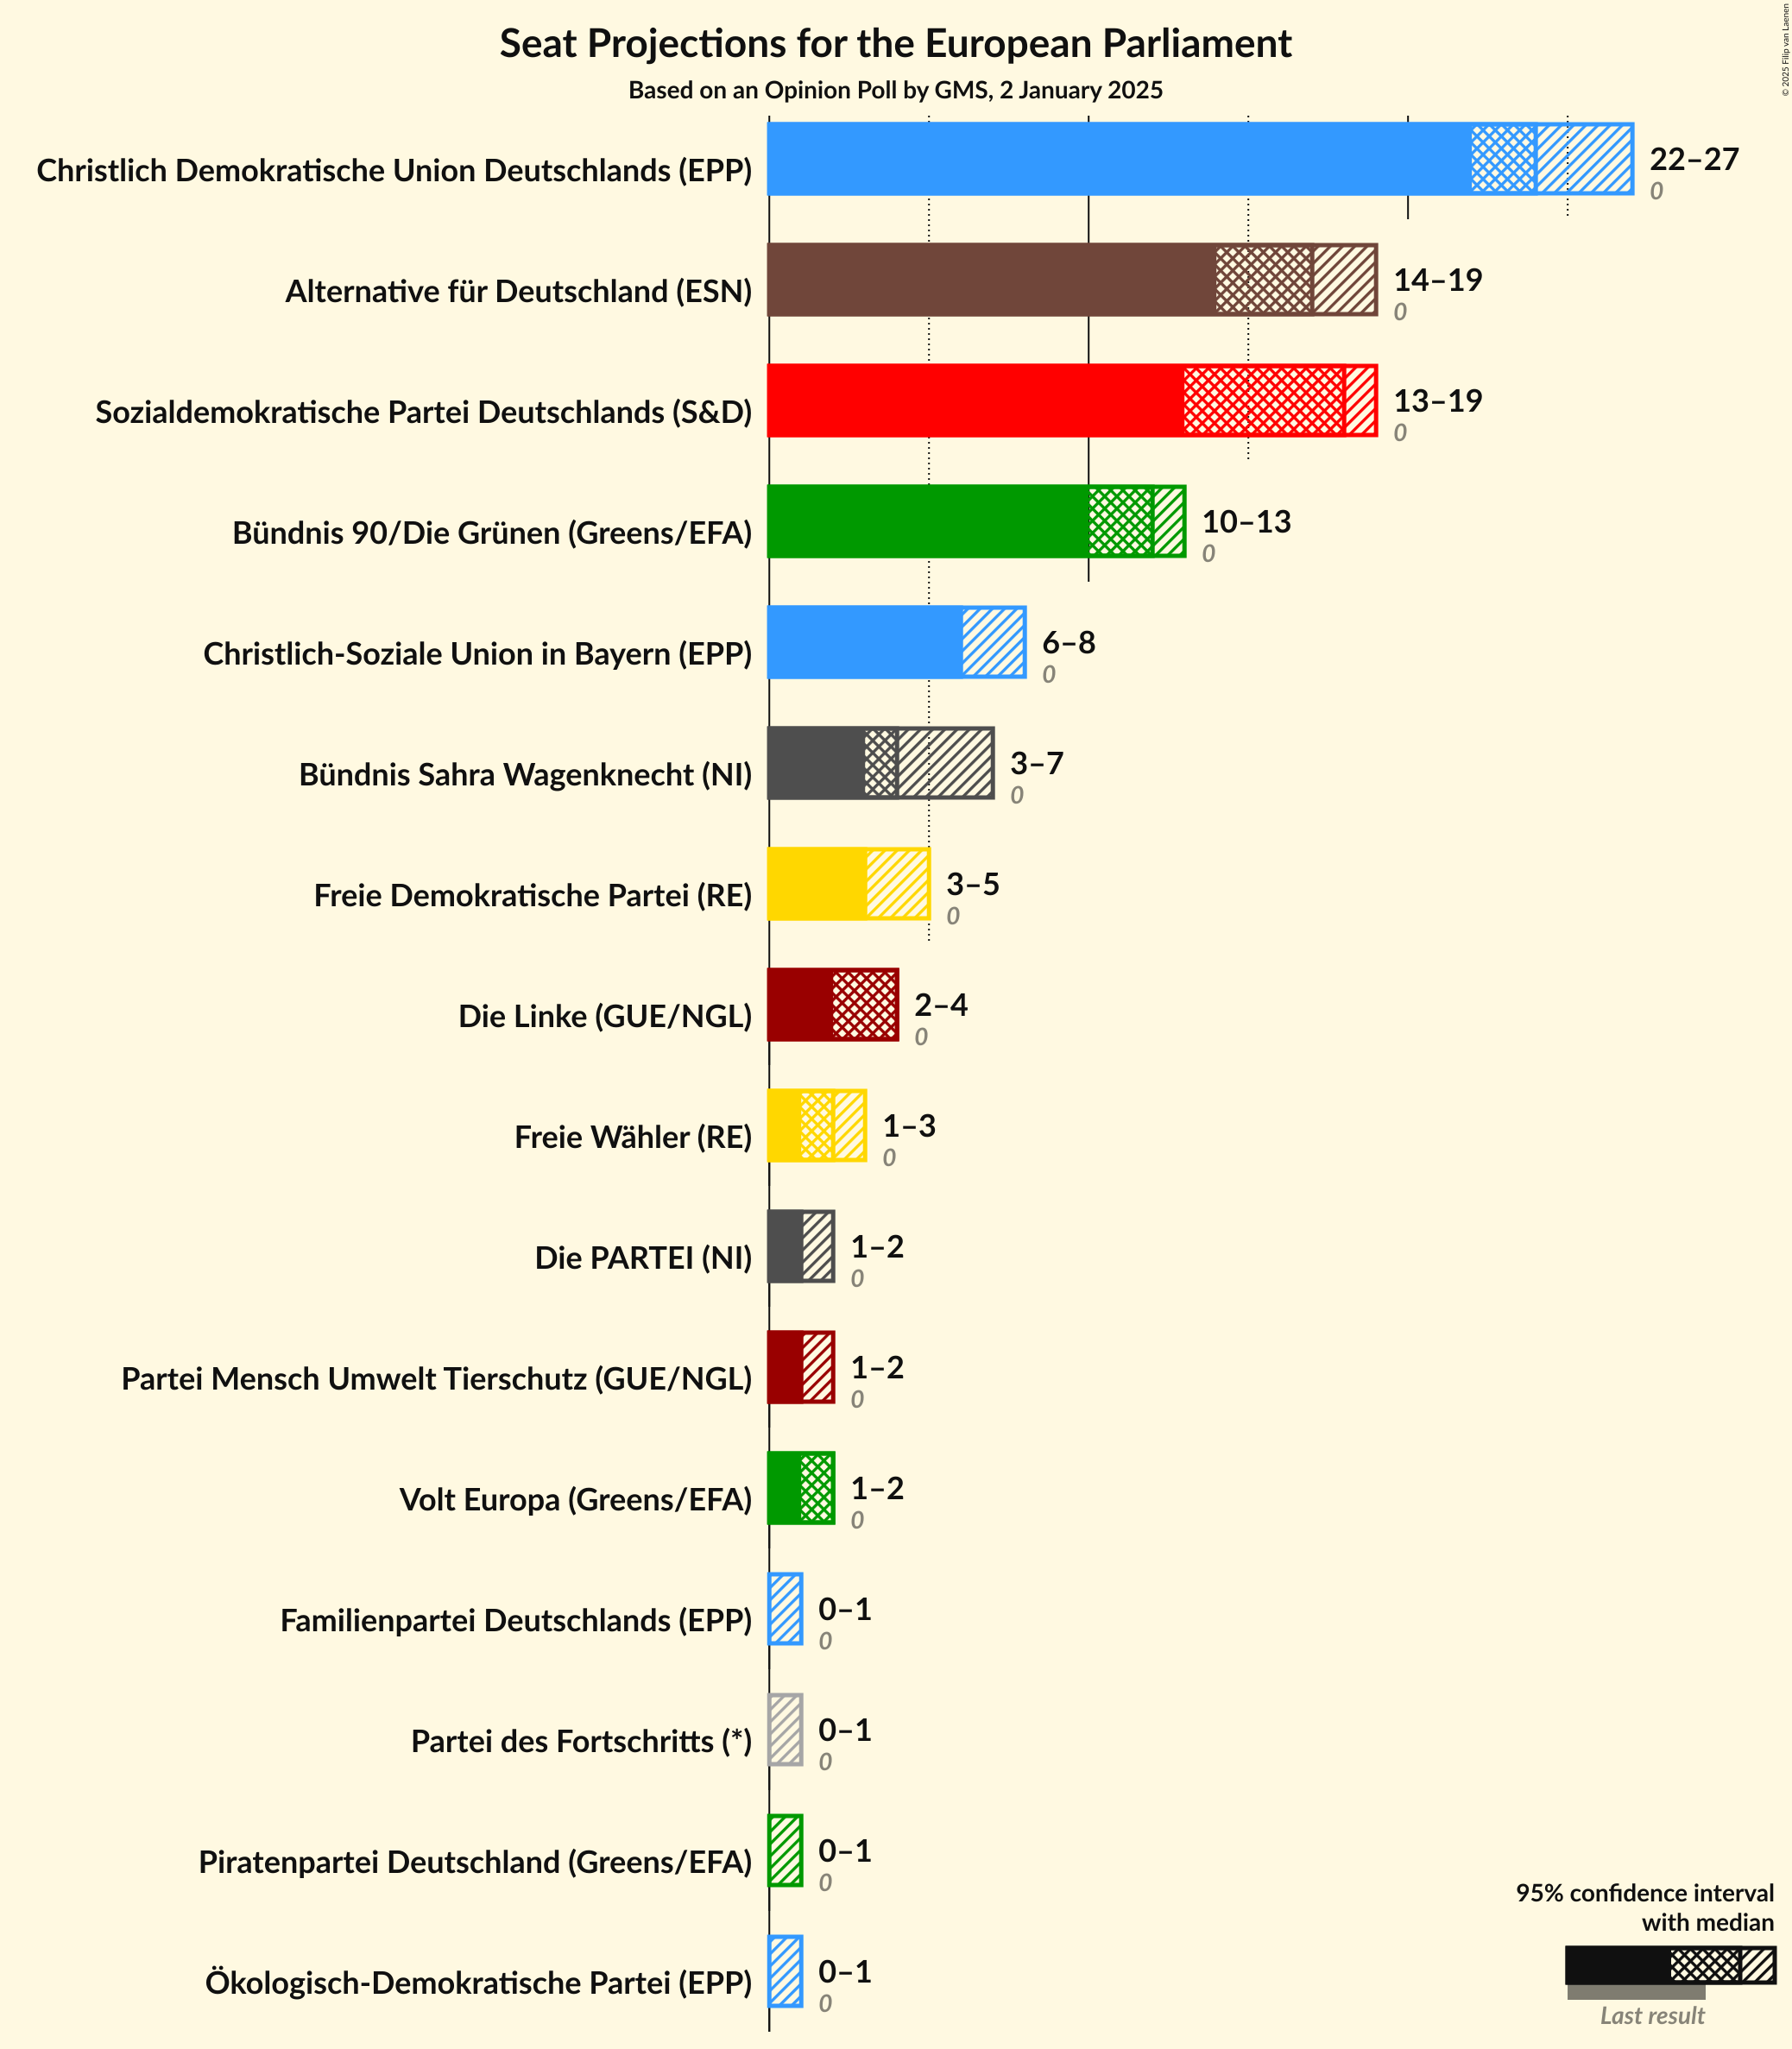 Seat Projections for the European Parliament
Based on an Opinion Poll by GMS, 2 January 2025
© 2025 Filip van Laenen
Christlich Demokratische Union Deutschlands (EPP)
22–27
0
Alternative für Deutschland (ESN)
14–19
0
Sozialdemokratische Partei Deutschlands (S&D)
13–19
0
Bündnis 90/Die Grünen (Greens/EFA)
10–13
0
Christlich-Soziale Union in Bayern (EPP)
6–8
0
Bündnis Sahra Wagenknecht (NI)
3–7
0
Freie Demokratische Partei (RE)
3–5
0
Die Linke (GUE/NGL)
2–4
0
Freie Wähler (RE)
1–3
0
Die PARTEI (NI)
1–2
0
Partei Mensch Umwelt Tierschutz (GUE/NGL)
1–2
0
Volt Europa (Greens/EFA)
1–2
0
Familienpartei Deutschlands (EPP)
0–1
0
Partei des Fortschritts (*)
0–1
0
Piratenpartei Deutschland (Greens/EFA)
0–1
0
Ökologisch-Demokratische Partei (EPP)
0–1
0
95% confidence interval
with median
Last result